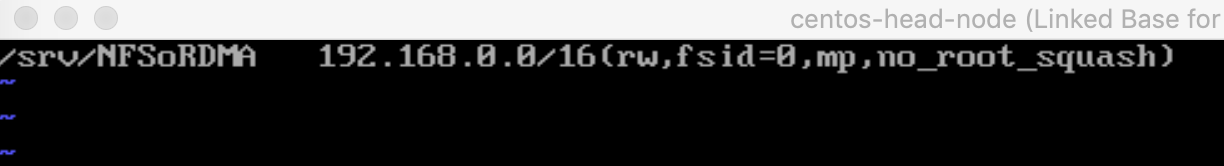 centos-head-node (Linked Base for
/srv/NFSoRDMA   192.168.0.0/16(rw,fsid=0,mp,no_root_squash)
~
~
~